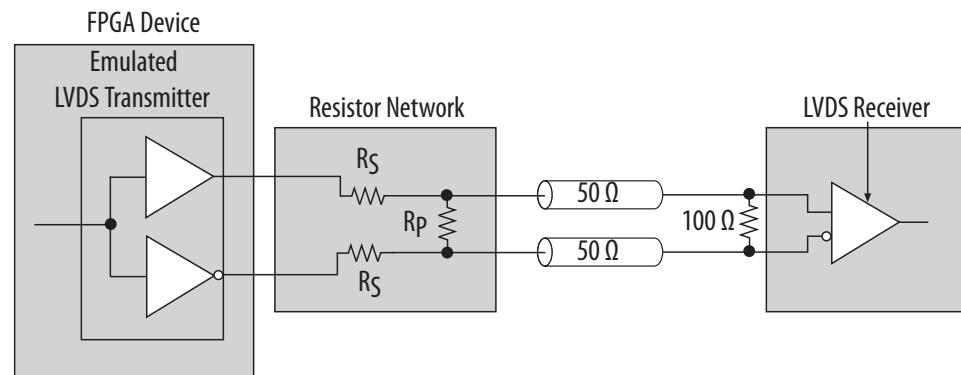 FPGA Device
Emulated
LVDS Transmitter
Resistor Network
LVDS Receiver
RS
RP
RS
50 Ω
50 Ω
100 Ω